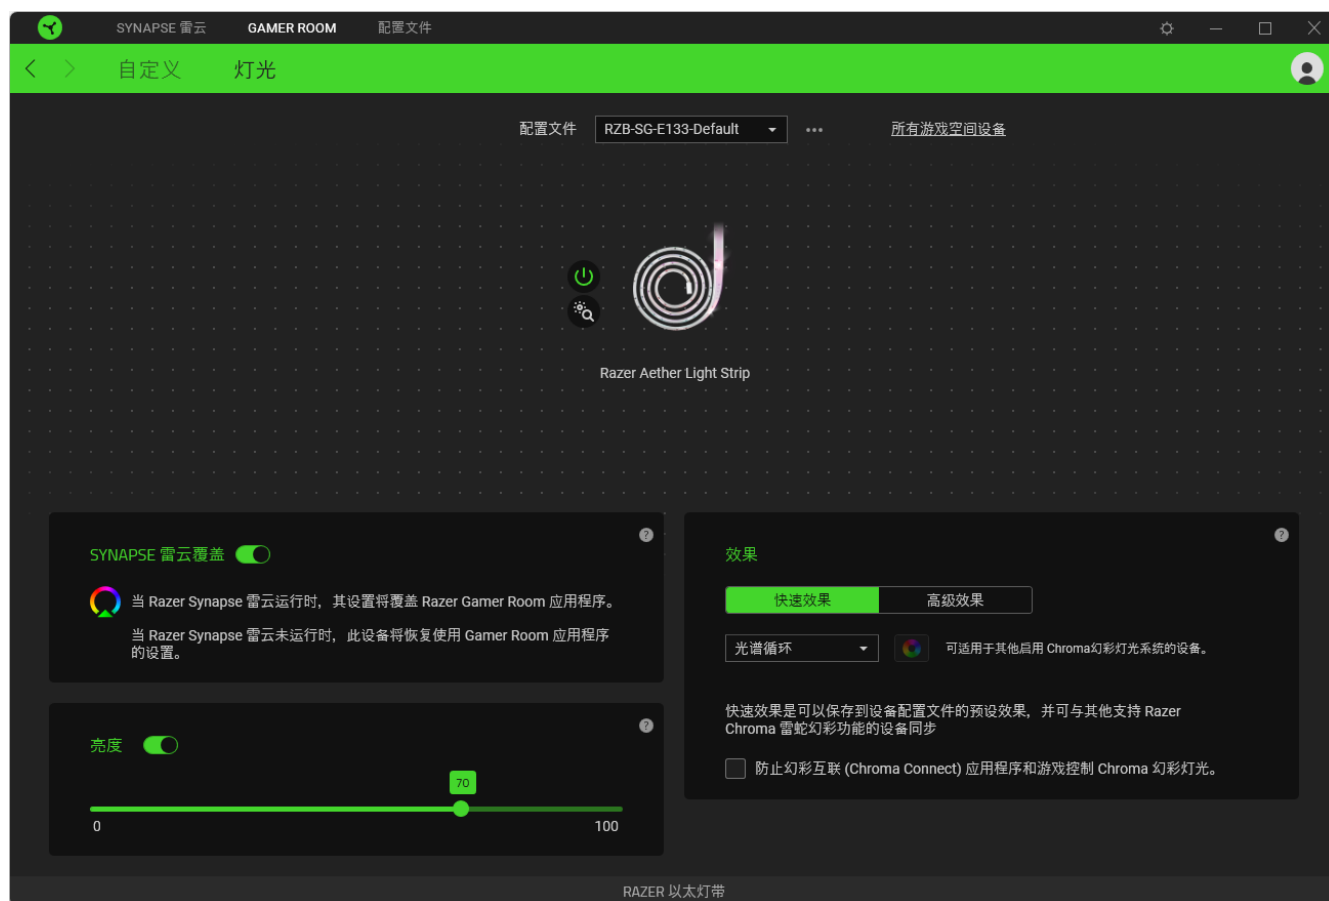 SYNAPSE 雷云 GAMER ROOM 配置文件
自定义 灯光
配置文件 RZB-SG-E133-Default 所有游戏空间设备
Razer Aether Light Strip
SYNAPSE 雷云覆盖
当 Razer Synapse 雷云运行时，其设置将覆盖 Razer Gamer Room 应用程序。
当 Razer Synapse 雷云未运行时，此设备将恢复使用 Gamer Room 应用程序
的设置。
亮度
70
0 100
效果
快速效果 高级效果
光谱循环 可适用于其他启用 Chroma幻彩灯光系统的设备。
快速效果是可以保存到设备配置文件的预设效果，并可与其他支持 Razer
Chroma 雷蛇幻彩功能的设备同步
防止幻彩互联 (Chroma Connect) 应用程序和游戏控制 Chroma 幻彩灯光。
RAZER 以太灯带